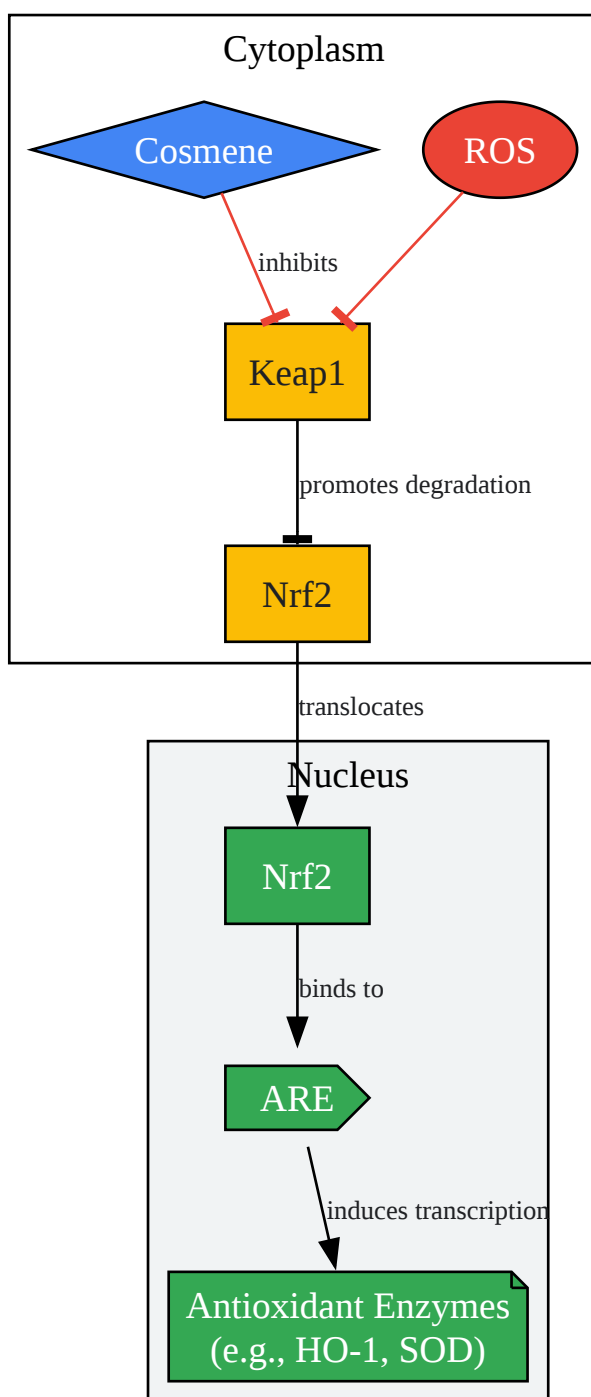 Cytoplasm
Cosmene
ROS
inhibits
Keap1
promotes degradation
Nrf2
translocates
Nucleus
Nrf2
binds to
ARE
induces transcription
Antioxidant Enzymes
(e.g., HO-1, SOD)